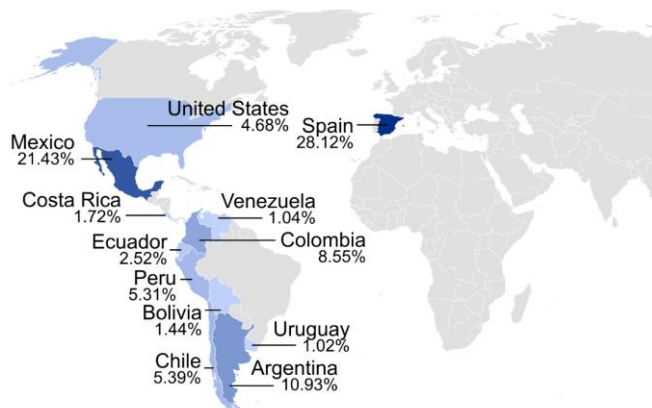 United States
4.68%
Spain
28.12%
Mexico
21.43%
Costa Rica
1.72%
Venezuela
1.04%
Ecuador
2.52%
Colombia
8.55%
Peru
5.31%
Bolivia
1.44%
Uruguay
1.02%
Chile
5.39%
Argentina
10.93%